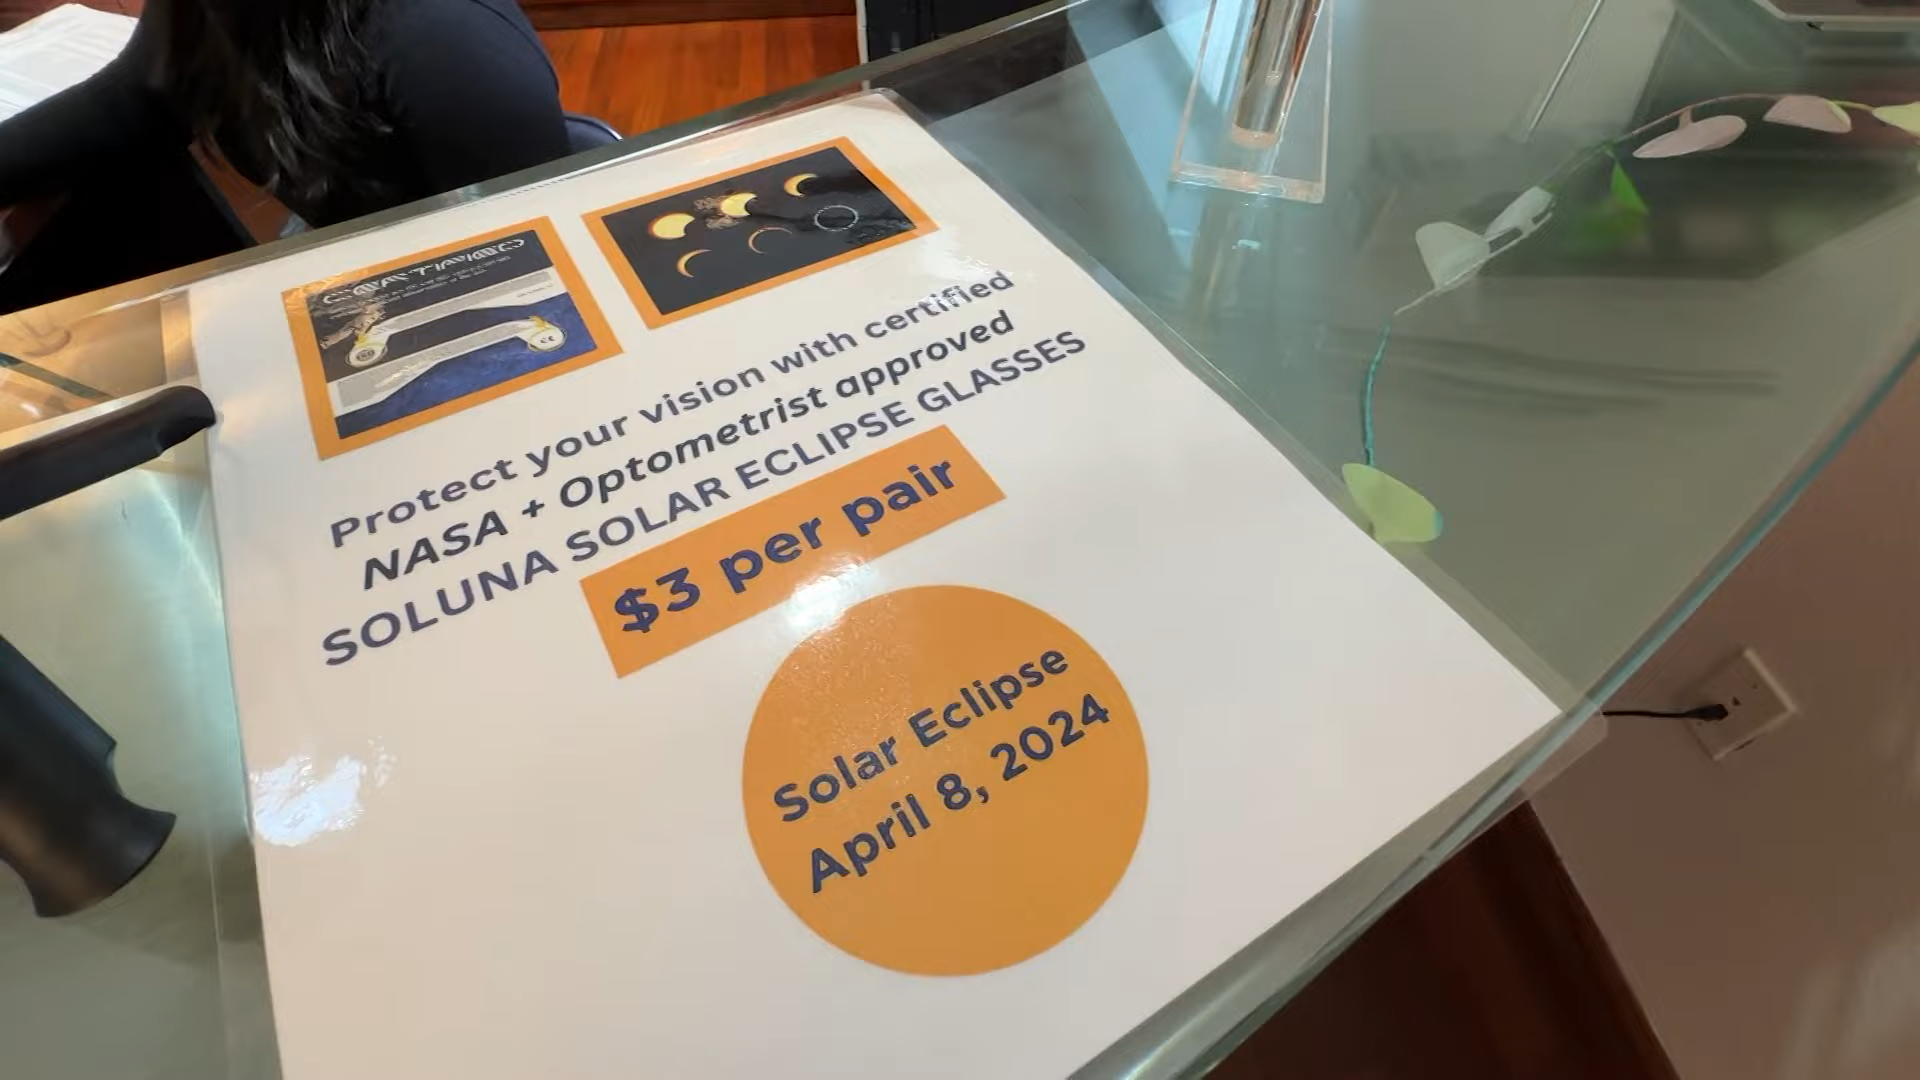 Protect your vision with certified
NASA + Optometrist approved
SOLUNA SOLAR ECLIPSE GLASSES
$3 per pair
Solar Eclipse
April 8, 2024